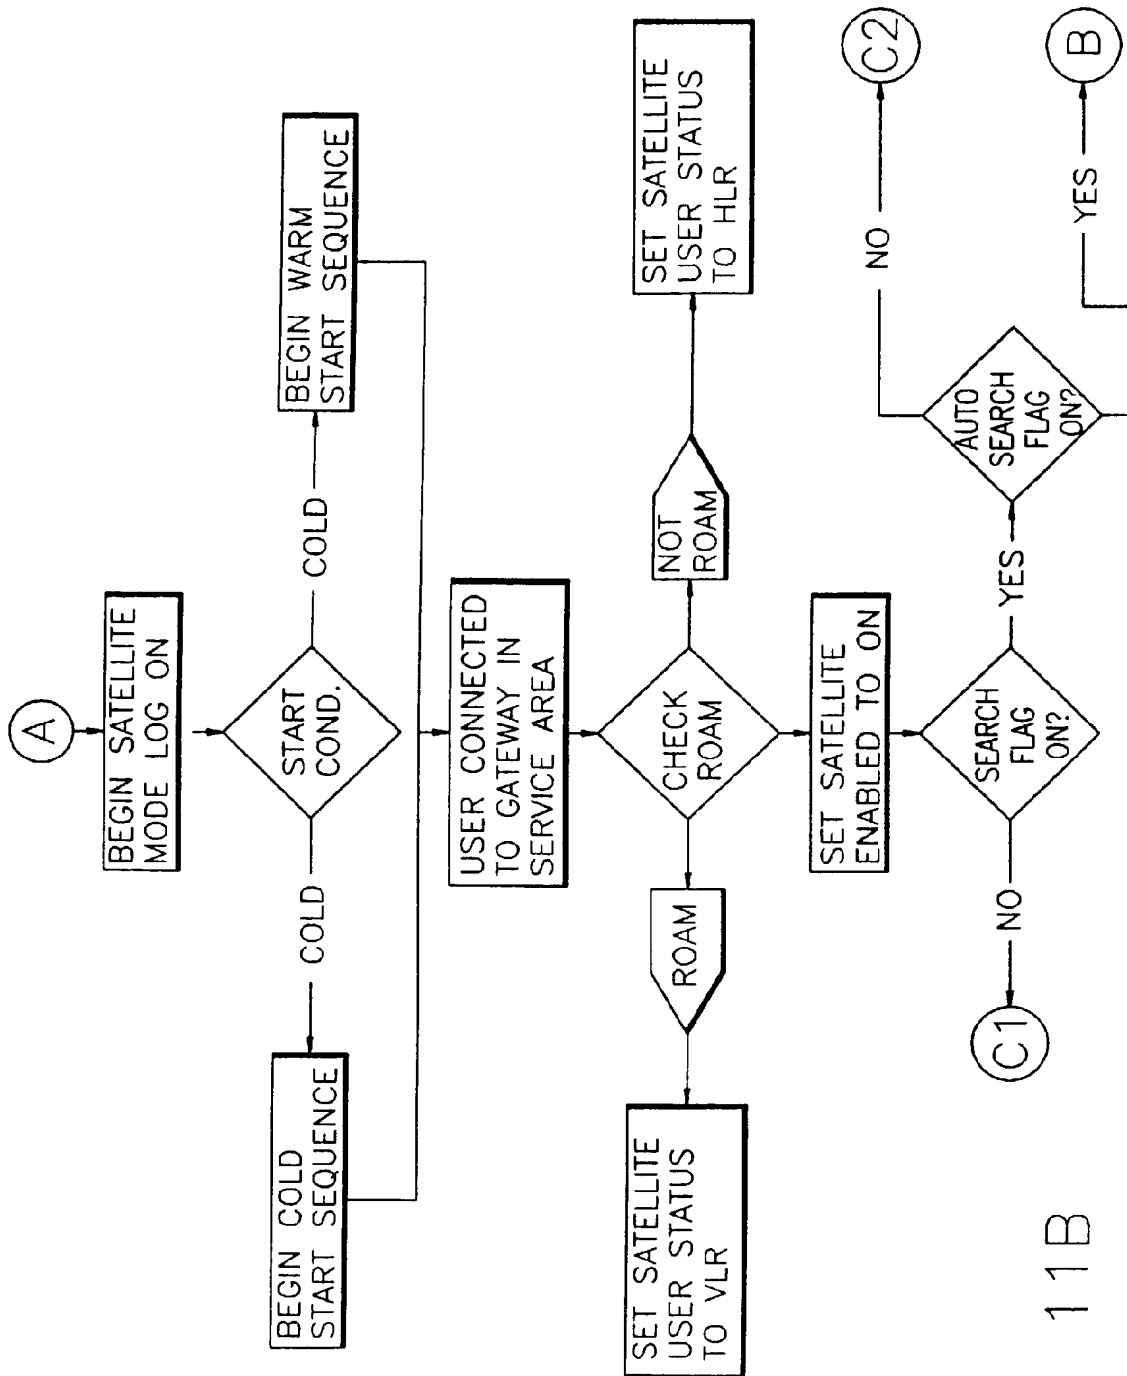 A
BEGIN SATELLITE
MODE LOG ON
START
COND.
COLD
COLD
BEGIN COLD
START SEQUENCE
BEGIN WARM
START SEQUENCE
USER CONNECTED
TO GATEWAY IN
SERVICE AREA
CHECK
ROAM
ROAM
NOT
ROAM
SET SATELLITE
USER STATUS
TO VLR
SET SATELLITE
USER STATUS
TO HLR
SET SATELLITE
ENABLED TO ON
SEARCH
FLAG
ON?
NO
C1
YES
AUTO
SEARCH
FLAG
ON?
NO
C2
YES
B
11B